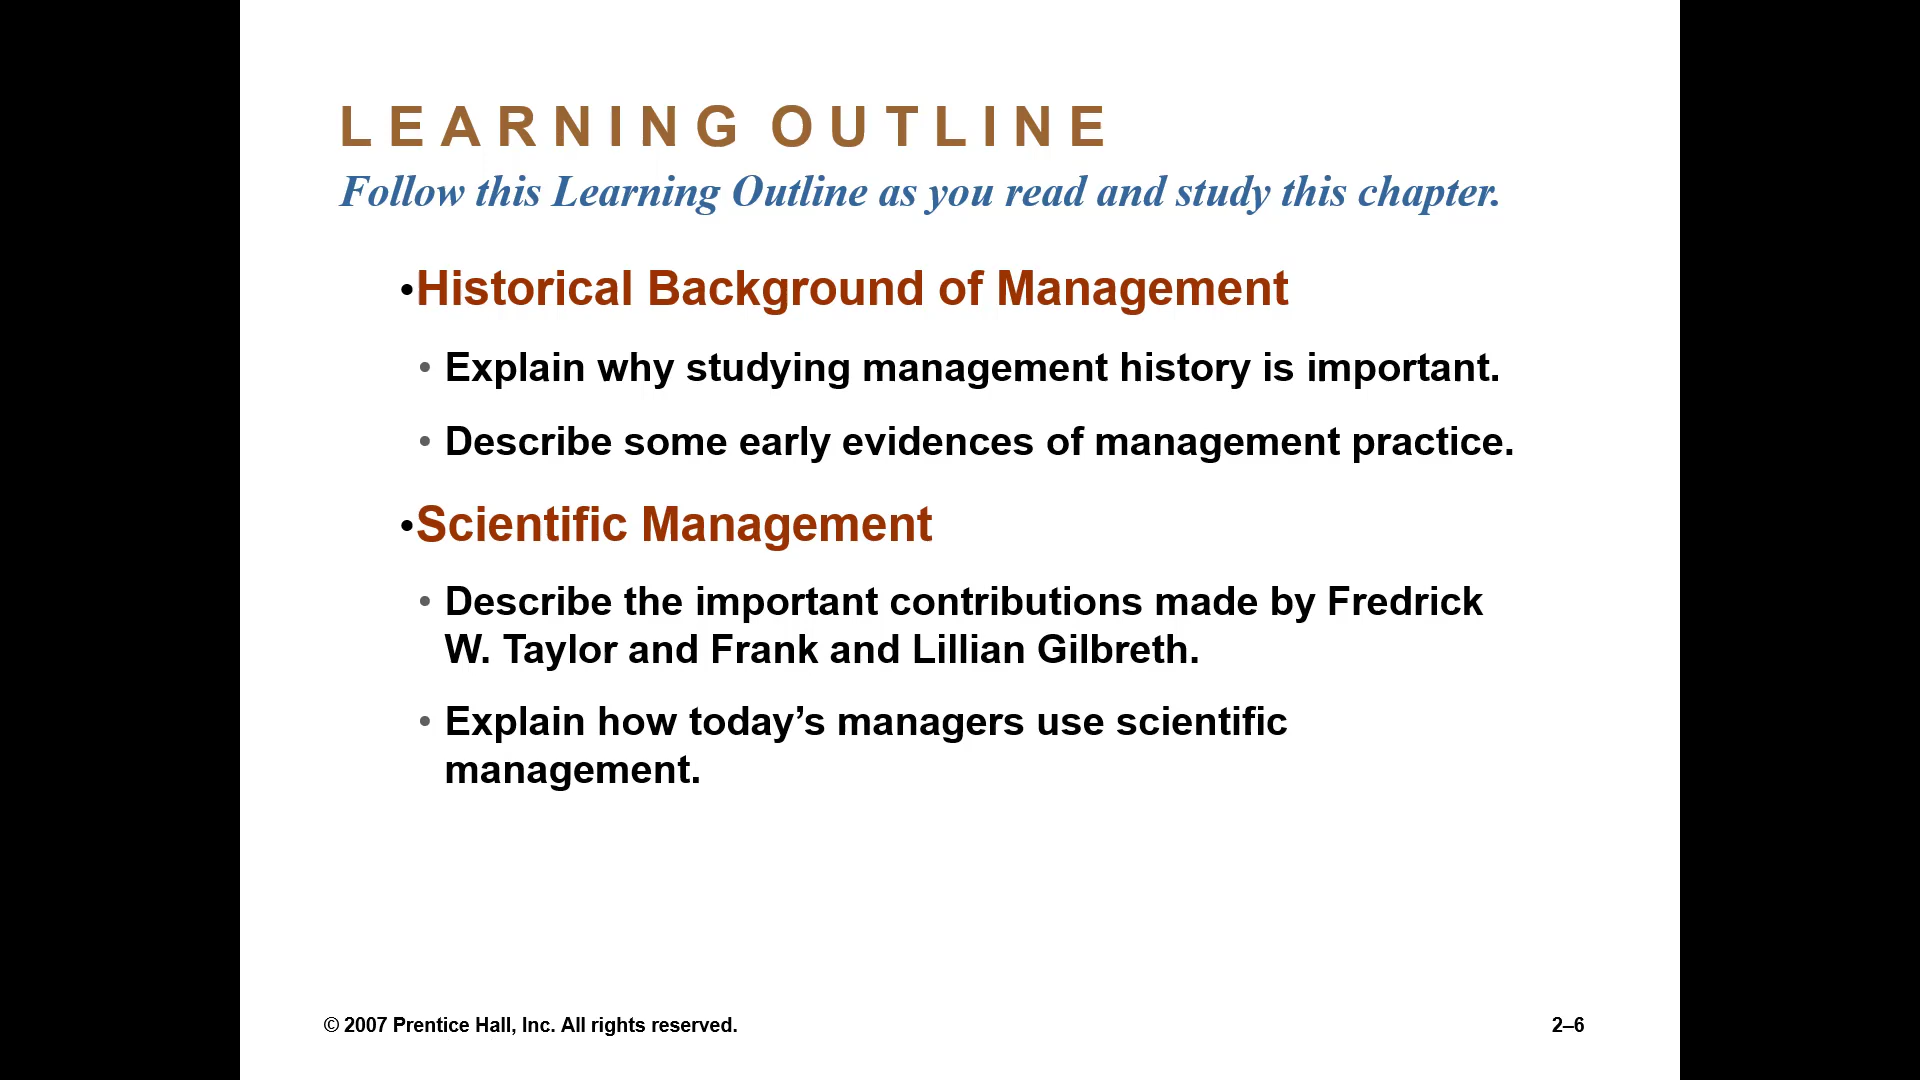 LEARNING OUTLINE
Follow this Learning Outline as you read and study this chapter.
•Historical Background of Management
• Explain why studying management history is important.
• Describe some early evidences of management practice.
•Scientific Management
• Describe the important contributions made by Fredrick
W. Taylor and Frank and Lillian Gilbreth.
• Explain how today’s managers use scientific
management.
© 2007 Prentice Hall, Inc. All rights reserved.
2–6